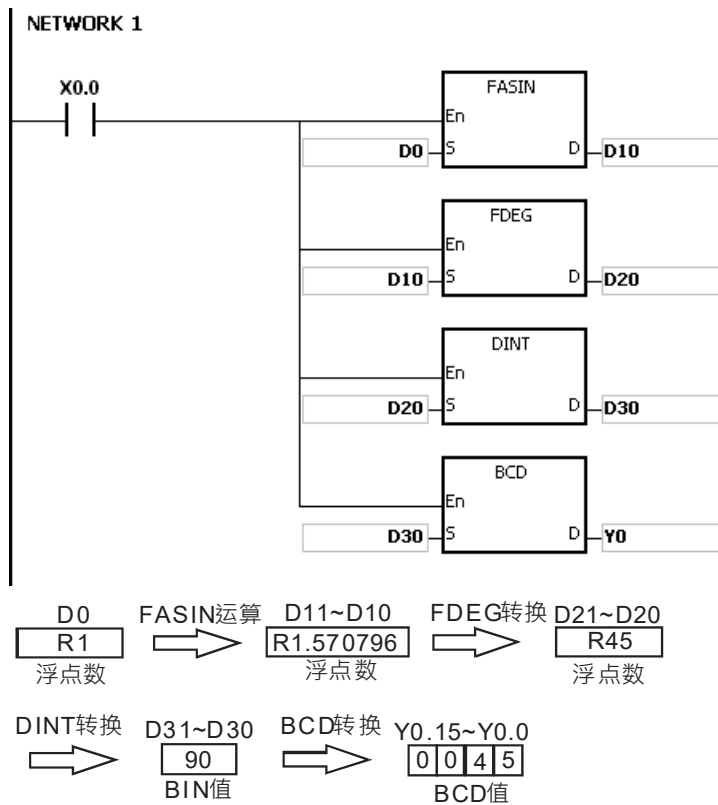 NETWORK 1
X0.0
FASIN
En
D0 S D D10
FDEG
En
D10 S D D20
DINT
En
D20 S D D30
BCD
En
D30 S D Y0
D0 FASIN运算 D11~D10 FDEG转换 D21~D20
R1 R1.570796 R45
浮点数 浮点数 浮点数
DINT转换 D31~D30 BCD转换 Y0.15~Y0.0
90 0 0 4 5
BIN值 BCD值